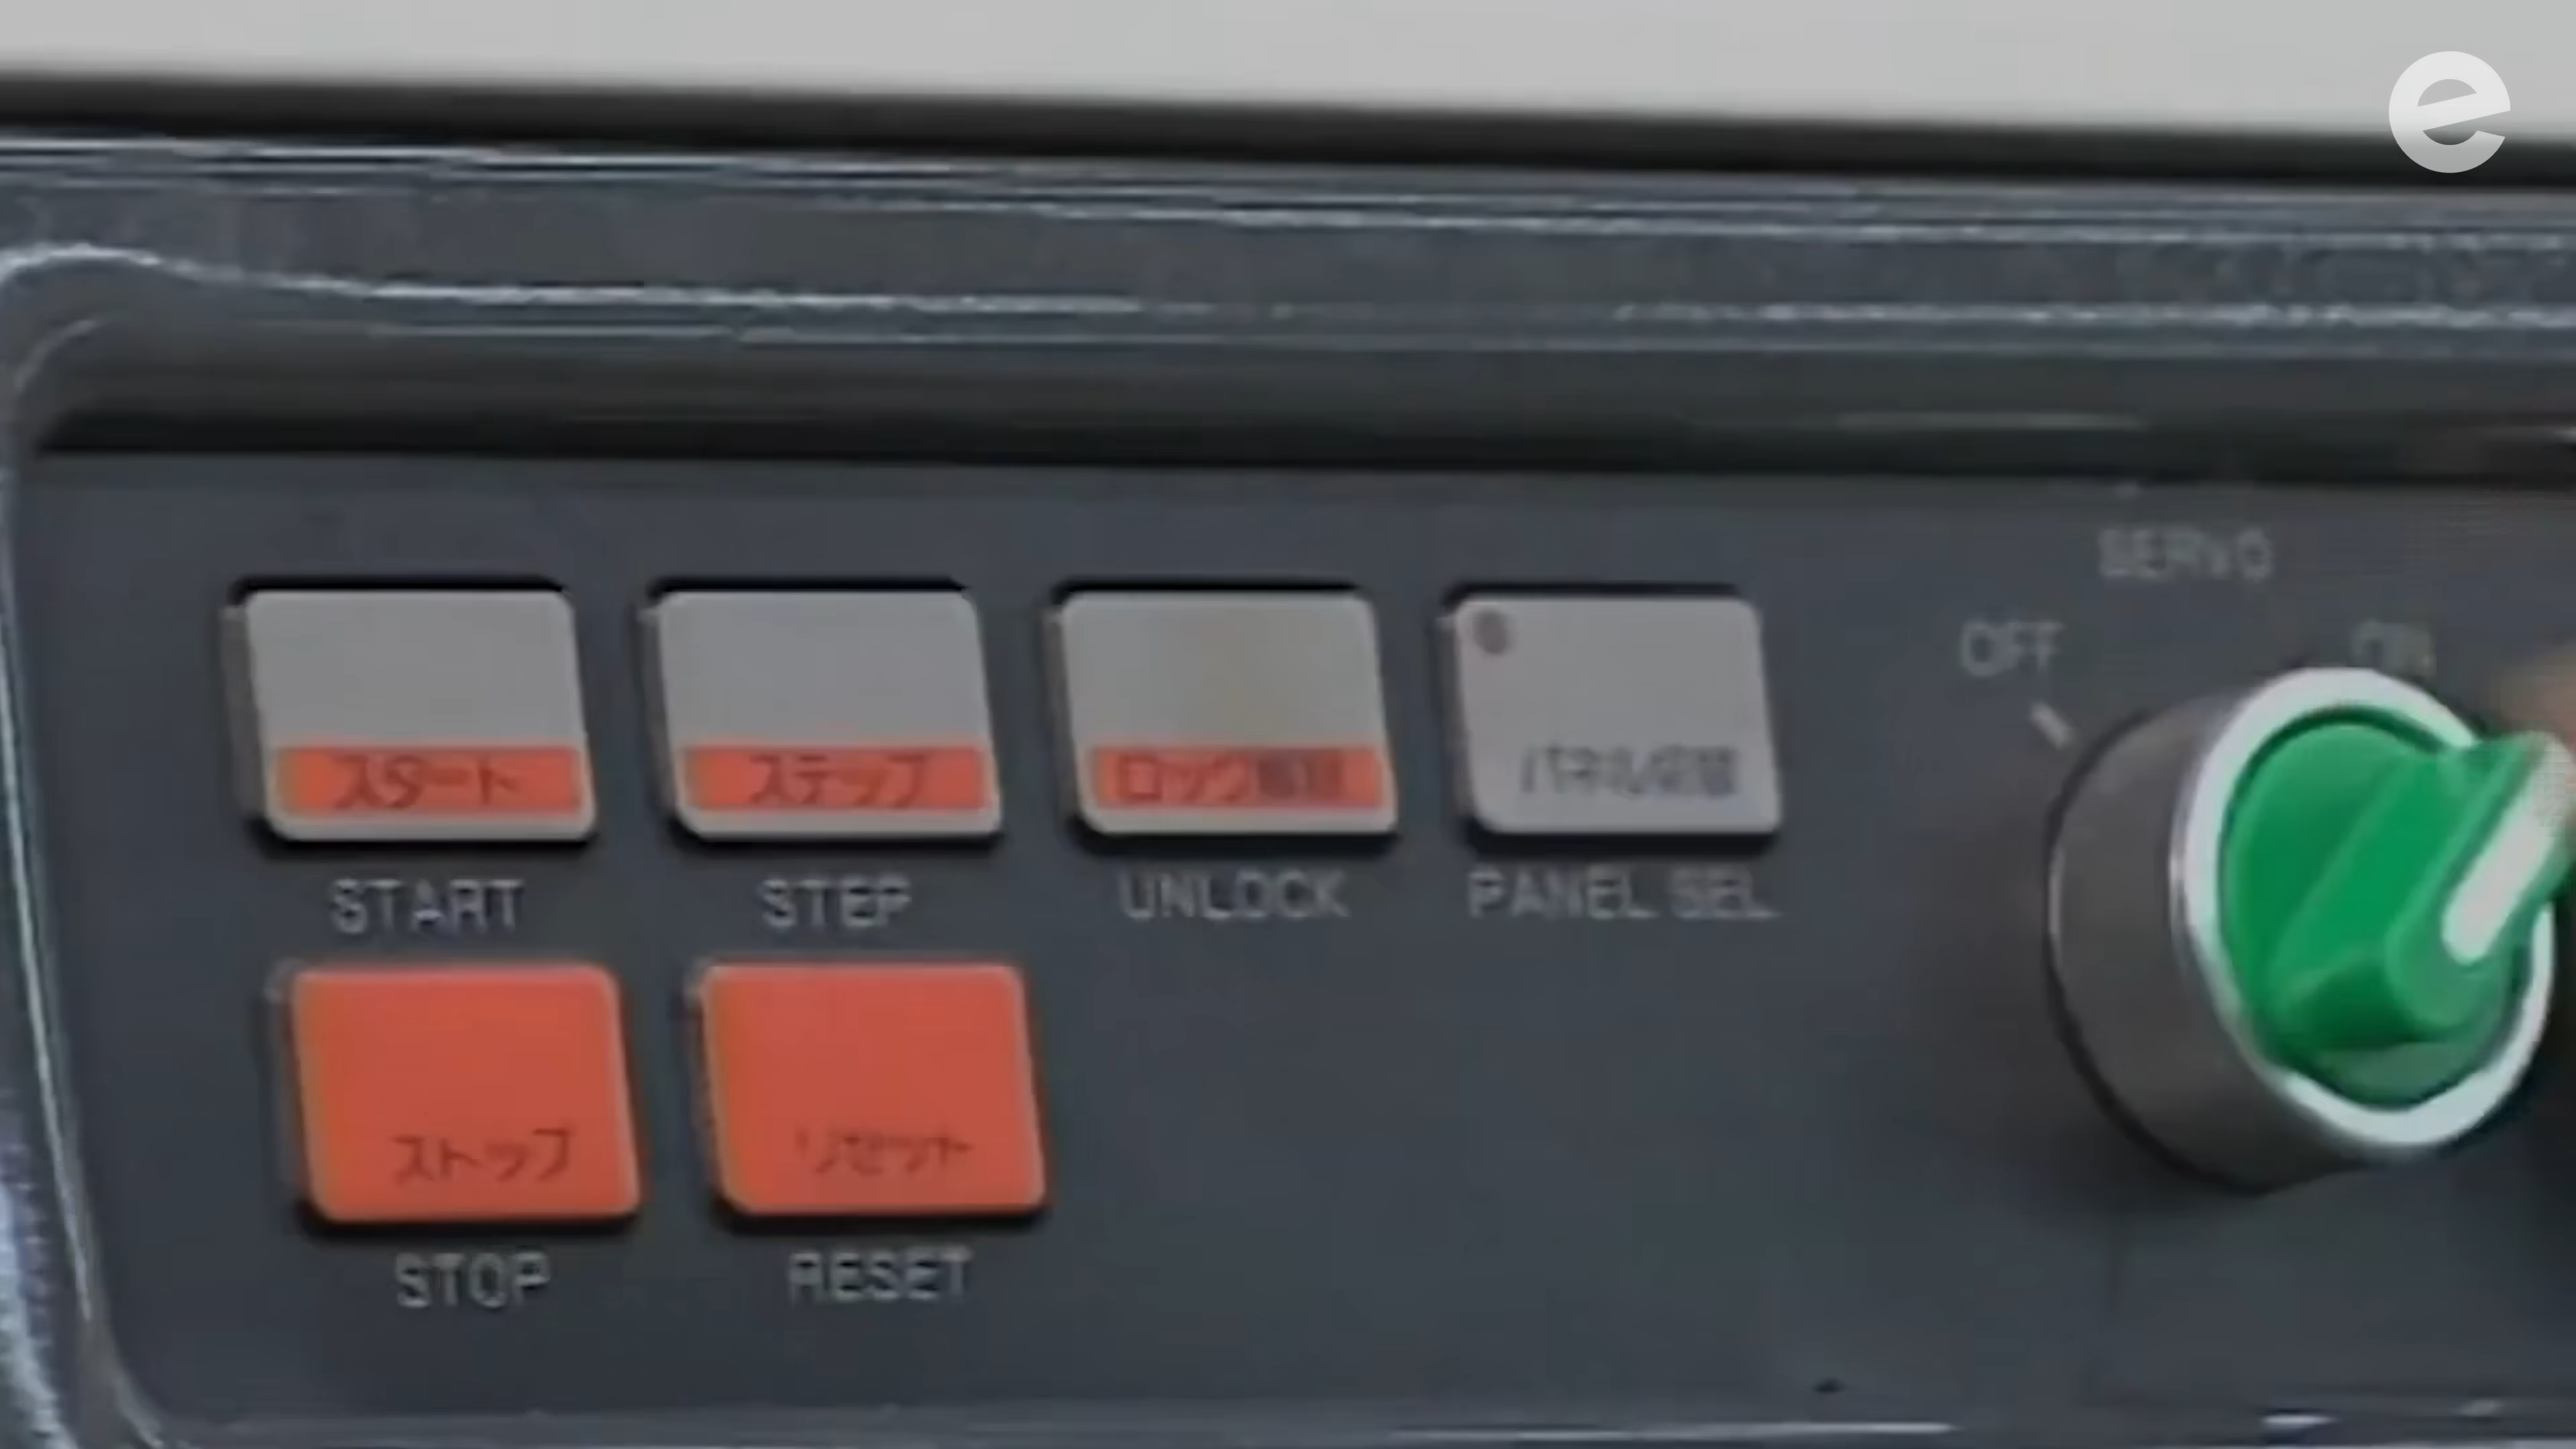 SERVO
OFF
ON
スタート
ステップ
ロック解除
パネル切替
START
STEP
UNLOCK
PANEL SEL
ストップ
リセット
STOP
RESET